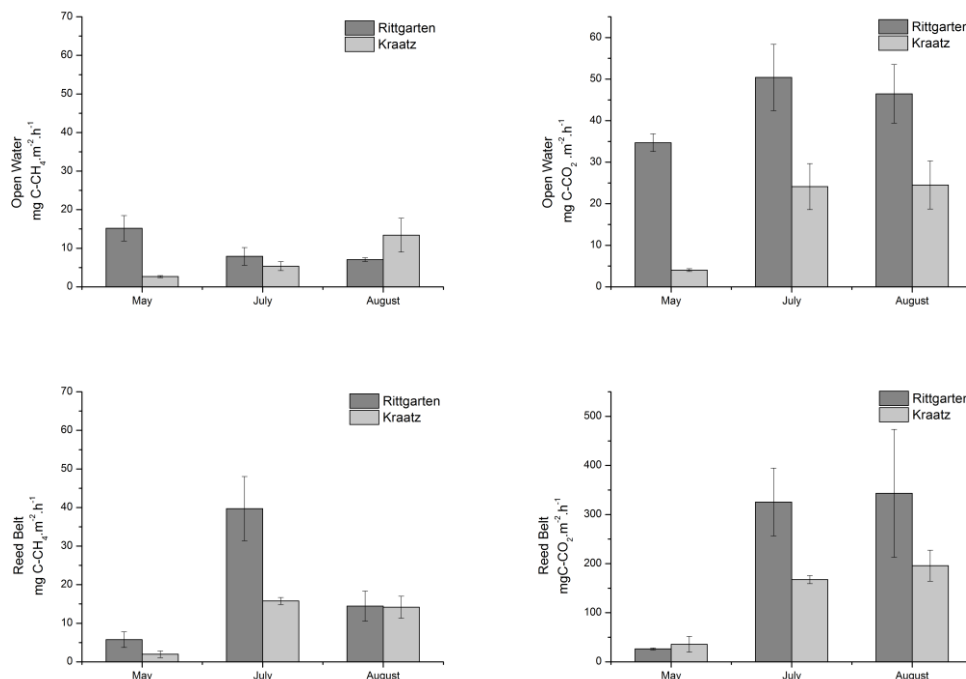 Open Water
mg C-CH₄.m⁻².h⁻¹
70
60
50
40
30
20
10
0
May
July
August
Rittgarten
Kraatz
Open Water
mg C-CO₂ .m⁻².h⁻¹
60
50
40
30
20
10
0
May
July
August
Rittgarten
Kraatz
Reed Belt
mg C-CH₄.m⁻².h⁻¹
70
60
50
40
30
20
10
0
May
July
August
Rittgarten
Kraatz
Reed Belt
mgC-CO₂.m⁻².h⁻¹
500
400
300
200
100
0
May
July
August
Rittgarten
Kraatz